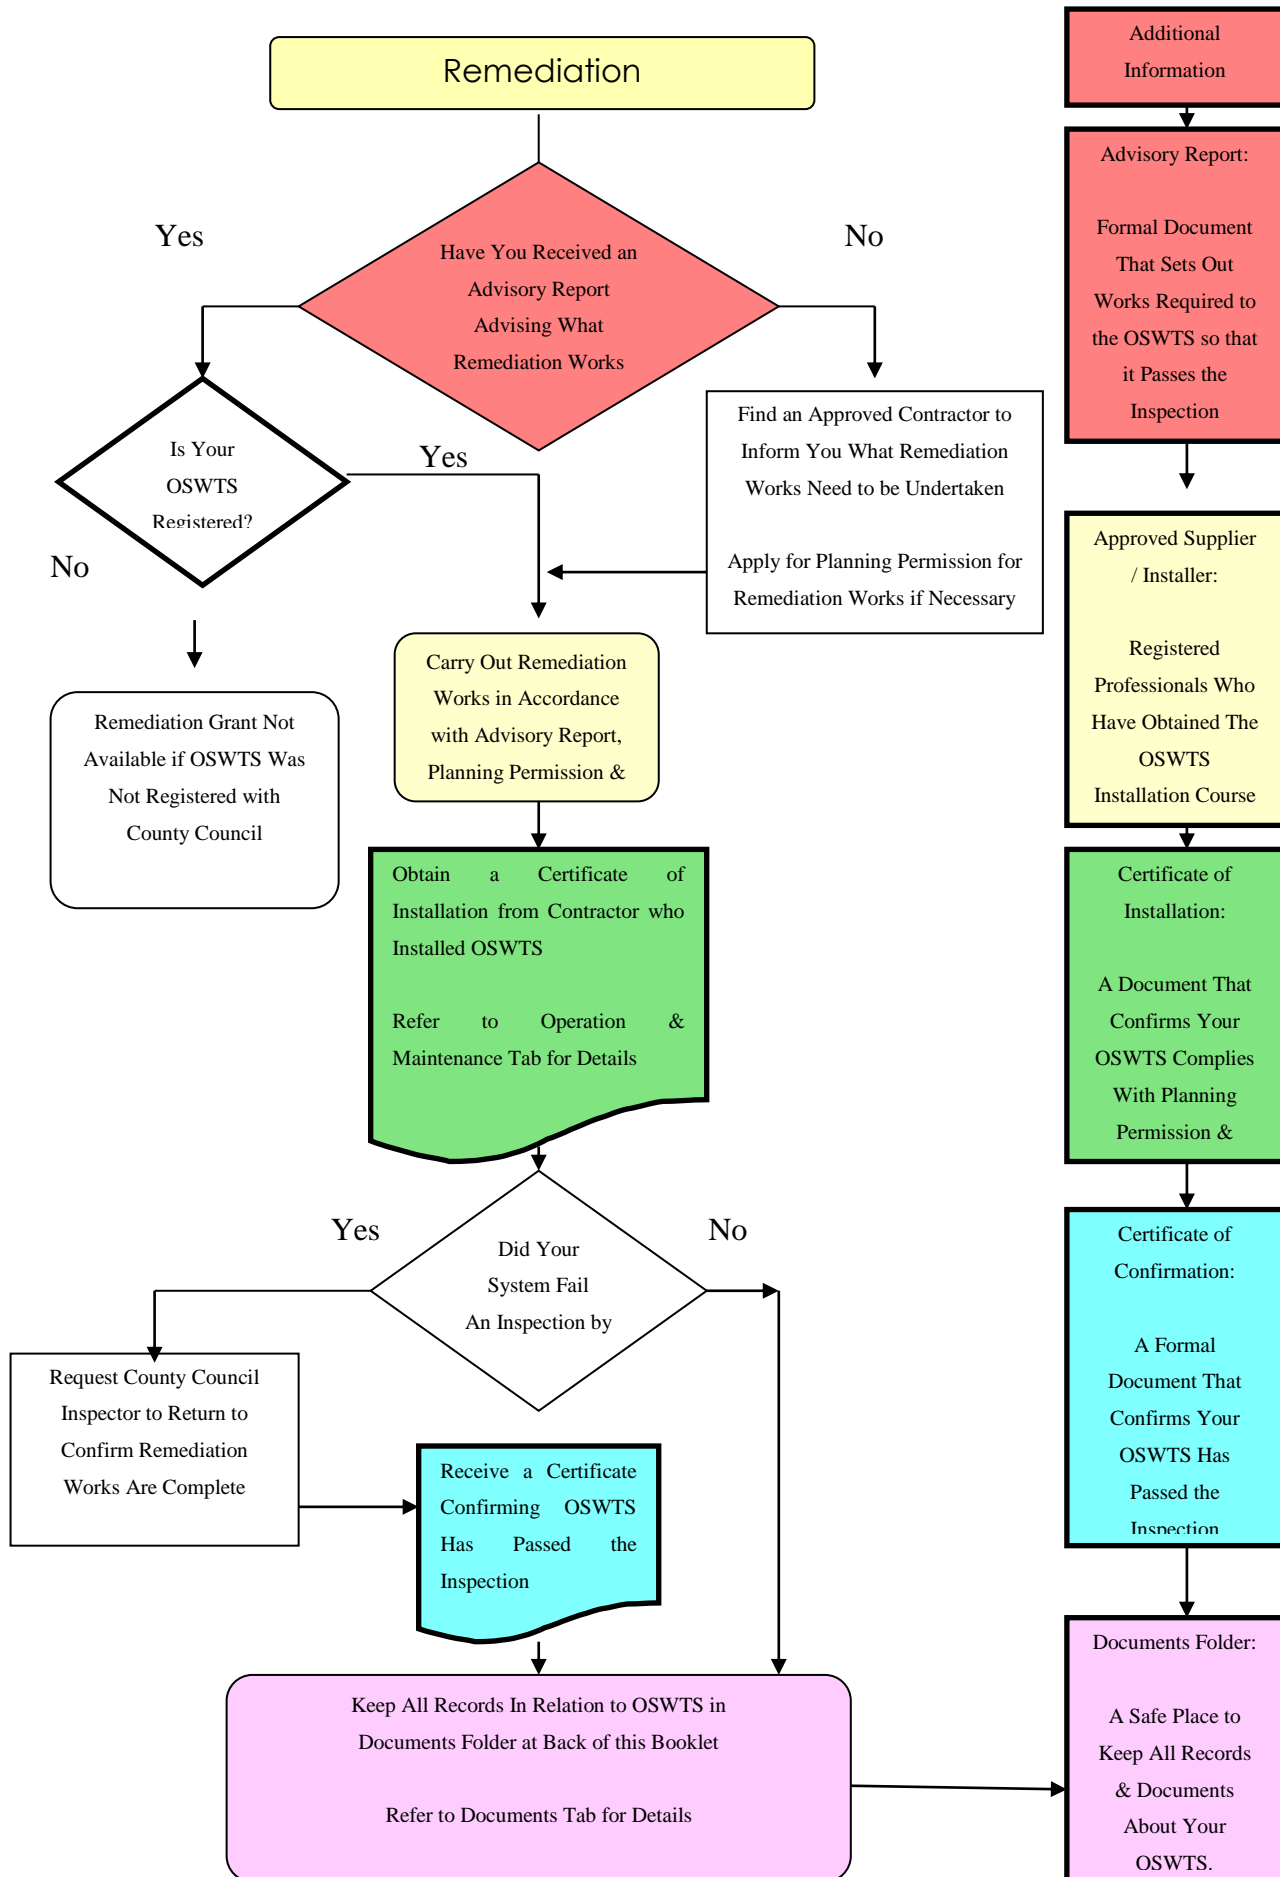 Remediation
Yes
No
Have You Received an
Advisory Report
Advising What
Remediation Works
Is Your
OSWTS
Registered?
Yes
No
Find an Approved Contractor to
Inform You What Remediation
Works Need to be Undertaken
Apply for Planning Permission for
Remediation Works if Necessary
Remediation Grant Not
Available if OSWTS Was
Not Registered with
County Council
Carry Out Remediation
Works in Accordance
with Advisory Report,
Planning Permission &
Obtain a Certificate of
Installation from Contractor who
Installed OSWTS
Refer to Operation &
Maintenance Tab for Details
Yes
No
Did Your
System Fail
An Inspection by
Request County Council
Inspector to Return to
Confirm Remediation
Works Are Complete
Receive a Certificate
Confirming OSWTS
Has Passed the
Inspection
Keep All Records In Relation to OSWTS in
Documents Folder at Back of this Booklet
Refer to Documents Tab for Details
Additional
Information
Advisory Report:
Formal Document
That Sets Out
Works Required to
the OSWTS so that
it Passes the
Inspection
Approved Supplier
/ Installer:
Registered
Professionals Who
Have Obtained The
OSWTS
Installation Course
Certificate of
Installation:
A Document That
Confirms Your
OSWTS Complies
With Planning
Permission &
Certificate of
Confirmation:
A Formal
Document That
Confirms Your
OSWTS Has
Passed the
Inspection
Documents Folder:
A Safe Place to
Keep All Records
& Documents
About Your
OSWTS.